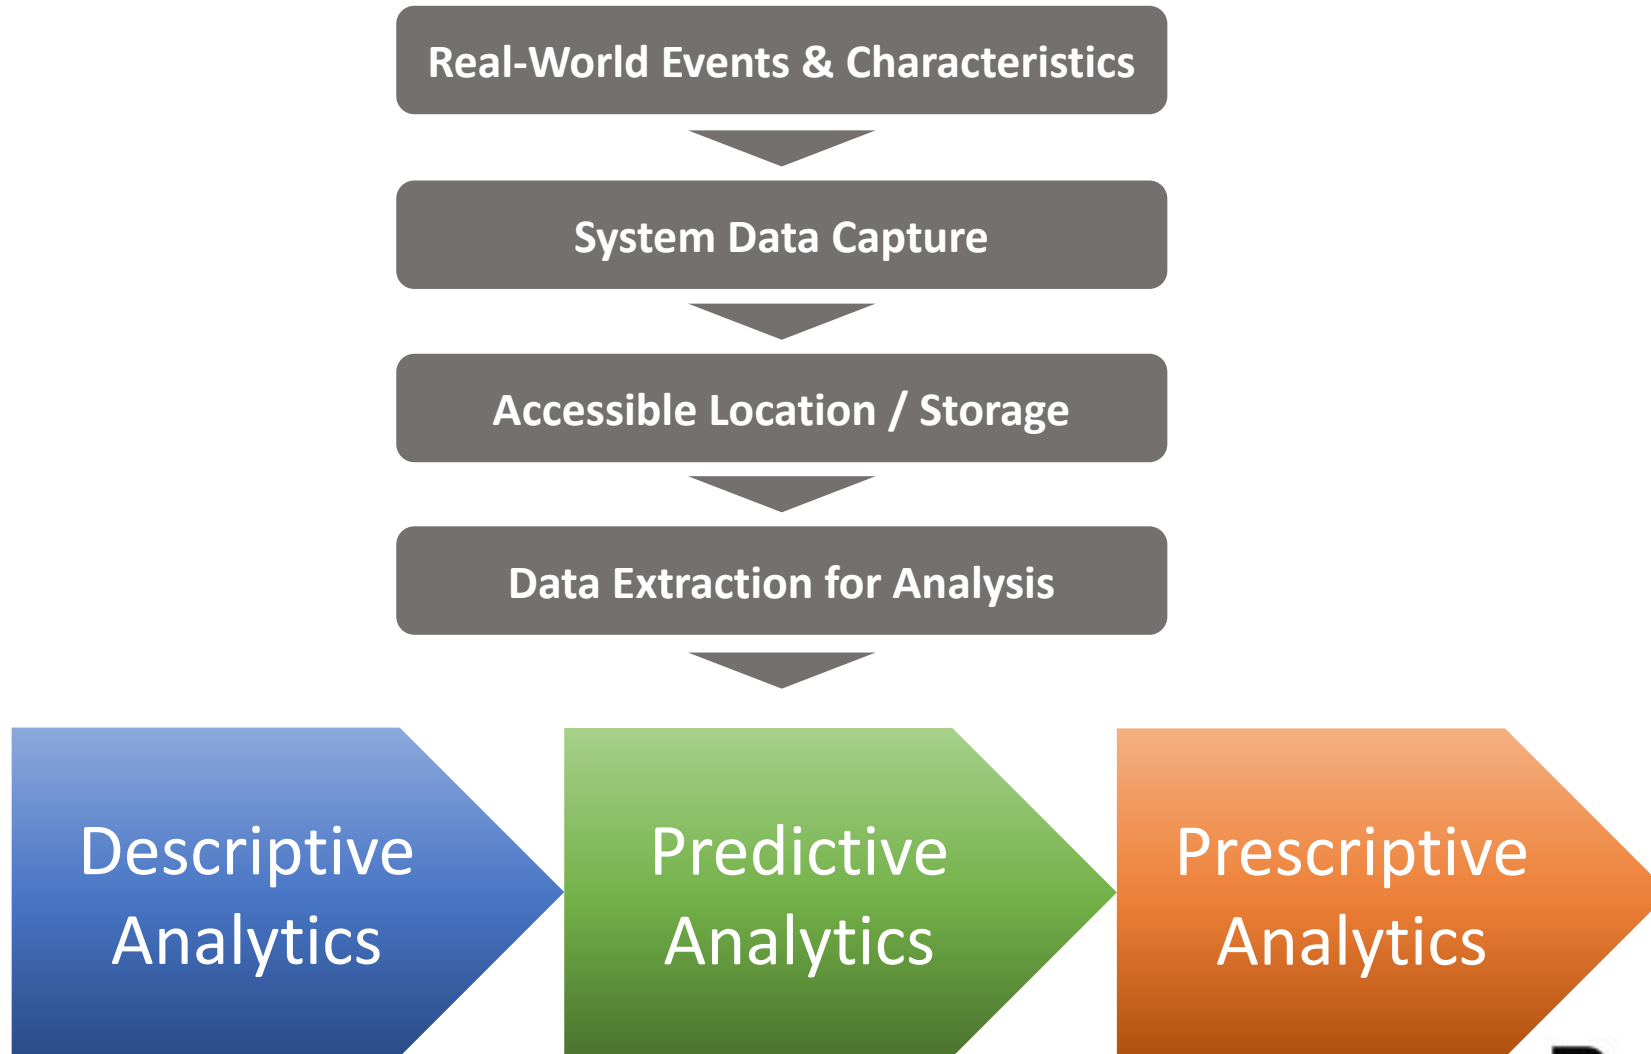 Real-World Events & Characteristics
System Data Capture
Accessible Location / Storage
Data Extraction for Analysis
Descriptive
Analytics
Predictive
Analytics
Prescriptive
Analytics